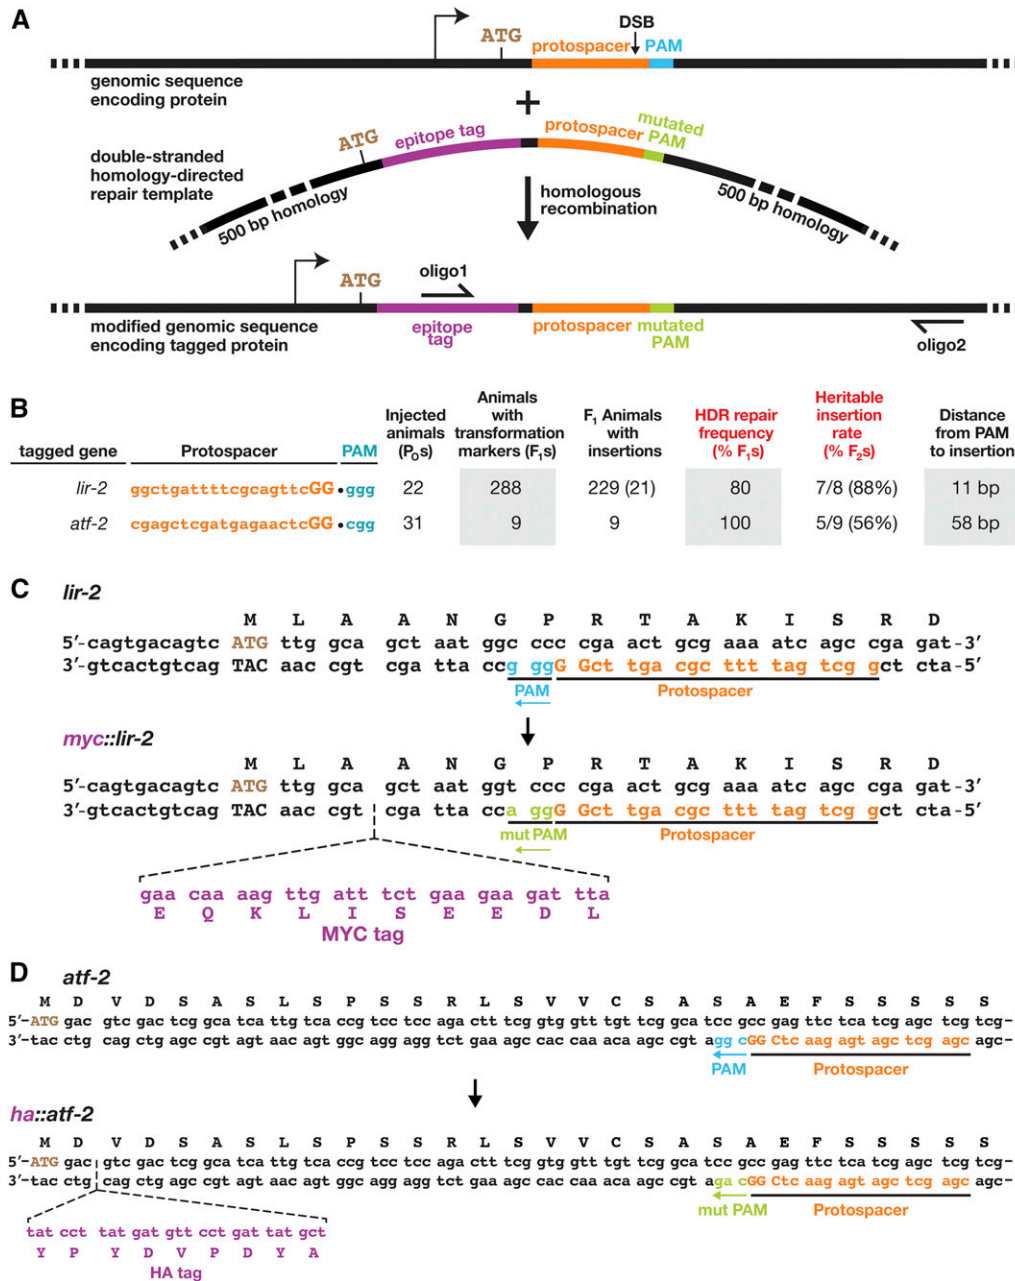 A
ATG
DSB
protospacer PAM
genomic sequence
encoding protein
+
double-stranded
homology-directed
repair template
ATG
epitope tag
protospacer
mutated
PAM
500 bp homology
500 bp homology
homologous
recombination
ATG
oligo1
modified genomic sequence
encoding tagged protein
epitope
tag
protospacer
mutated
PAM
oligo2
B
tagged gene
Protospacer
PAM
Injected
animals
(P0s)
Animals
with
transformation
markers (F1s)
F1 Animals
with
insertions
HDR repair
frequency
(% F1s)
Heritable
insertion
rate
(% F2s)
Distance
from PAM
to insertion
lir-2 ggctgattttcgcagttcGG•ggg 22 288 229 (21) 80 7/8 (88%) 11 bp
atf-2 cgagctcgatgagaactcGG•cgg 31 9 9 100 5/9 (56%) 58 bp
C
lir-2
M L A A N G P R T A K I S R D
5′-cagtgacagtc ATG ttg gca gct aat ggc ccc cga act gcg aaa atc agc cga gat-3′
3′-gtcactgtcag TAC aac cgt cga tta ccg ggG Gct tga cgc ttt tag tcg gct cta-5′
PAM
Protospacer
myc::lir-2
M L A A N G P R T A K I S R D
5′-cagtgacagtc ATG ttg gca gct aat ggt ccc cga act gcg aaa atc agc cga gat-3′
3′-gtcactgtcag TAC aac cgt cga tta cca ggG Gct tga cgc ttt tag tcg gct cta-5′
mut PAM
Protospacer
gaa caa aag ttg att tct gaa gaa gat tta
E Q K L I S E E D L
MYC tag
D
atf-2
M D V D S A S L S P S S R L S V V C S A S A E F S S S S S
5′-ATG gac gtc gac tcg gca tca ttg tca ccg tcc tcc aga ctt tcg gtg gtt tgt tcg gca tcc gcc gag ttc tca tcg agc tcg tcg-
3′-tac ctg cag ctg agc cgt agt aac agt ggc agg agg tct gaa agc cac caa aca agc cgt agg cGG Ctc aag agt agc tcg agc agc-
PAM
Protospacer
ha::atf-2
M D V D S A S L S P S S R L S V V C S A S A E F S S S S S
5′-ATG gac gtc gac tcg gca tca ttg tca ccg tcc tcc aga ctt tcg gtg gtt tgt tcg gca tcc gcc gag ttc tca tcg agc tcg tcg-
3′-tac ctg cag ctg agc cgt agt aac agt ggc agg agg tct gaa agc cac caa aca agc cgt aga cGG Ctc aag agt agc tcg agc agc-
mut PAM
Protospacer
tat cct tat gat gtt cct gat tat gct
Y P Y D V P D Y A
HA tag